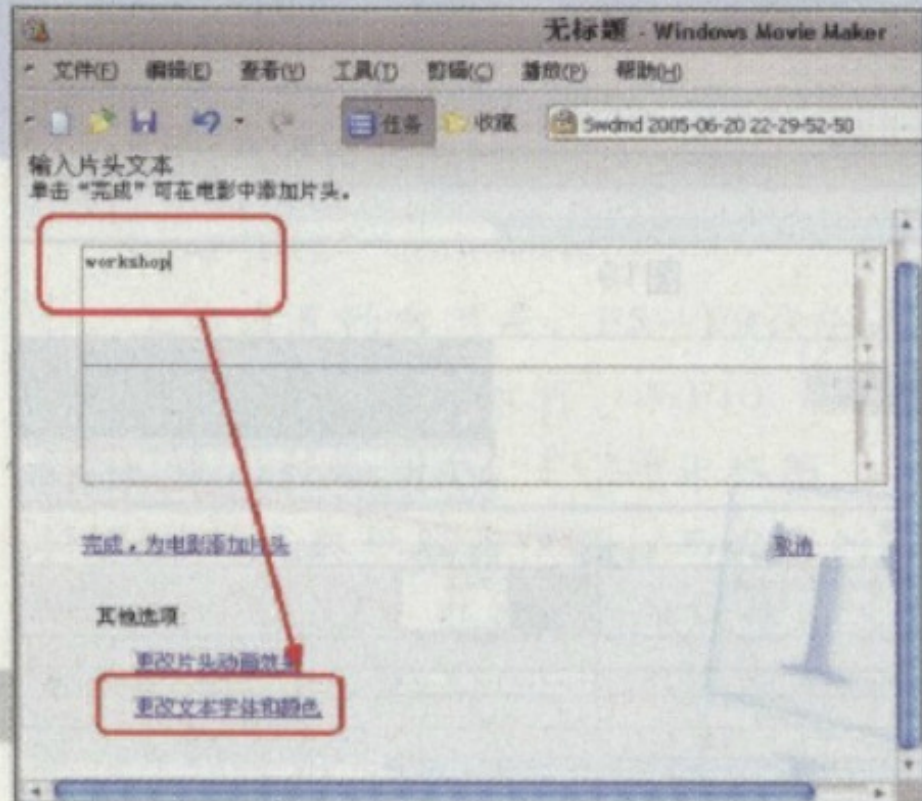 无标题 - Windows Movie Maker
文件(F) 编辑(E) 查看(V) 工具(T) 剪辑(C) 播放(P) 帮助(H)
任务 收藏 Swdmd 2005-06-20 22-29-52-50
输入片头文本
单击“完成”可在电影中添加片头。
workshop
完成，为电影添加片头 取消
其他选项:
更改片头动画效果
更改文本字体和颜色